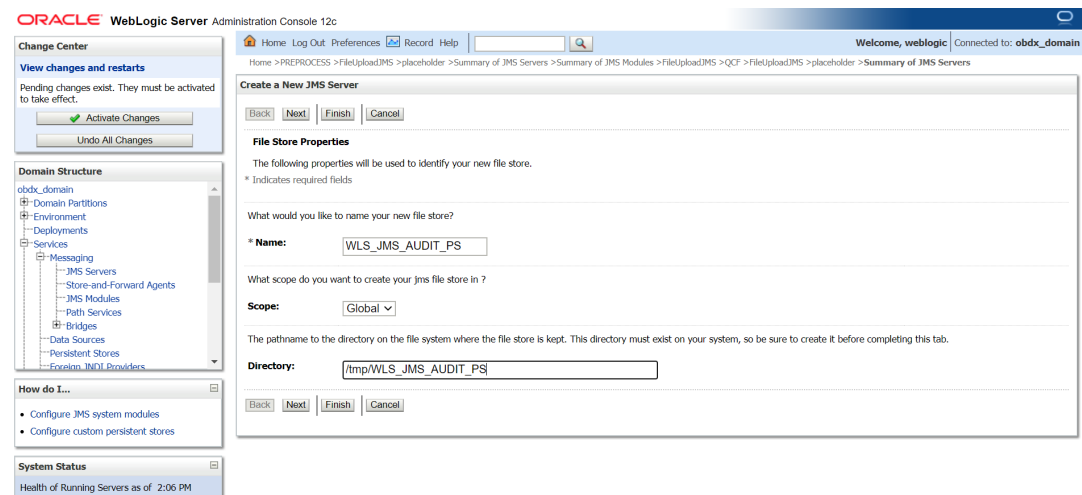 ORACLE WebLogic Server Administration Console 12c
Change Center
View changes and restarts
Pending changes exist. They must be activated
to take effect.
Activate Changes
Undo All Changes
Domain Structure
obdx_domain
Domain Partitions
Environment
Deployments
Services
Messaging
JMS Servers
Store-and-Forward Agents
JMS Modules
Path Services
Bridges
Data Sources
Persistent Stores
Foreign JNDI Providers
How do I...
Configure JMS system modules
Configure custom persistent stores
System Status
Health of Running Servers as of 2:06 PM
Home Log Out Preferences Record Help
Welcome, weblogic Connected to: obdx_domain
Home >PREPROCESS >FileUploadJMS >placeholder >Summary of JMS Servers >Summary of JMS Modules >FileUploadJMS >QCF >FileUploadJMS >placeholder >Summary of JMS Servers
Create a New JMS Server
Back Next Finish Cancel
File Store Properties
The following properties will be used to identify your new file store.
* Indicates required fields
What would you like to name your new file store?
* Name: WLS_JMS_AUDIT_PS
What scope do you want to create your jms file store in ?
Scope: Global
The pathname to the directory on the file system where the file store is kept. This directory must exist on your system, so be sure to create it before completing this tab.
Directory: /tmp/WLS_JMS_AUDIT_PS
Back Next Finish Cancel